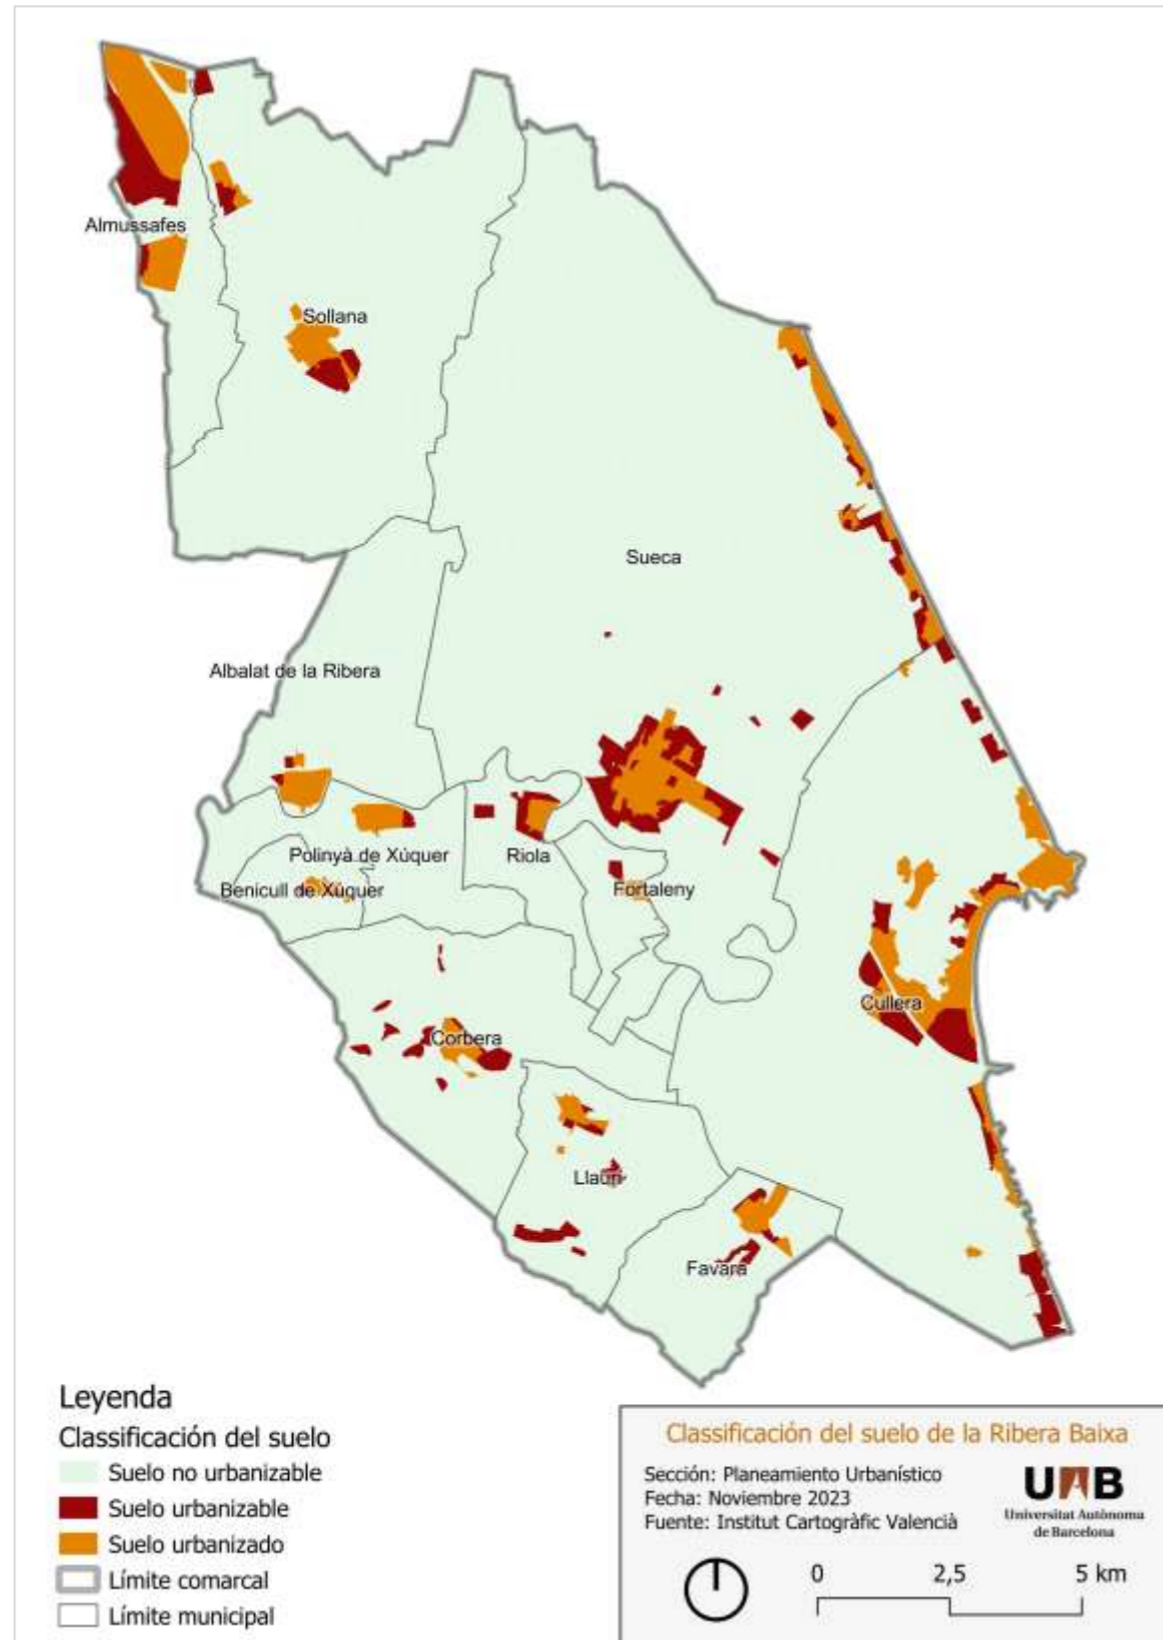 Almussafes
Sollana
Sueca
Albalat de la Ribera
Polinyà de Xúquer
Riola
Benicull de Xúquer
Fortaleny
Cullera
Corbera
Llaurí
Favara
Leyenda
Classificación del suelo
Suelo no urbanizable
Suelo urbanizable
Suelo urbanizado
Límite comarcal
Límite municipal
Classificación del suelo de la Ribera Baixa
Sección: Planeamiento Urbanístico
Fecha: Noviembre 2023
Fuente: Institut Cartogràfic Valencià
UAB
Universitat Autònoma
de Barcelona
0 2,5 5 km